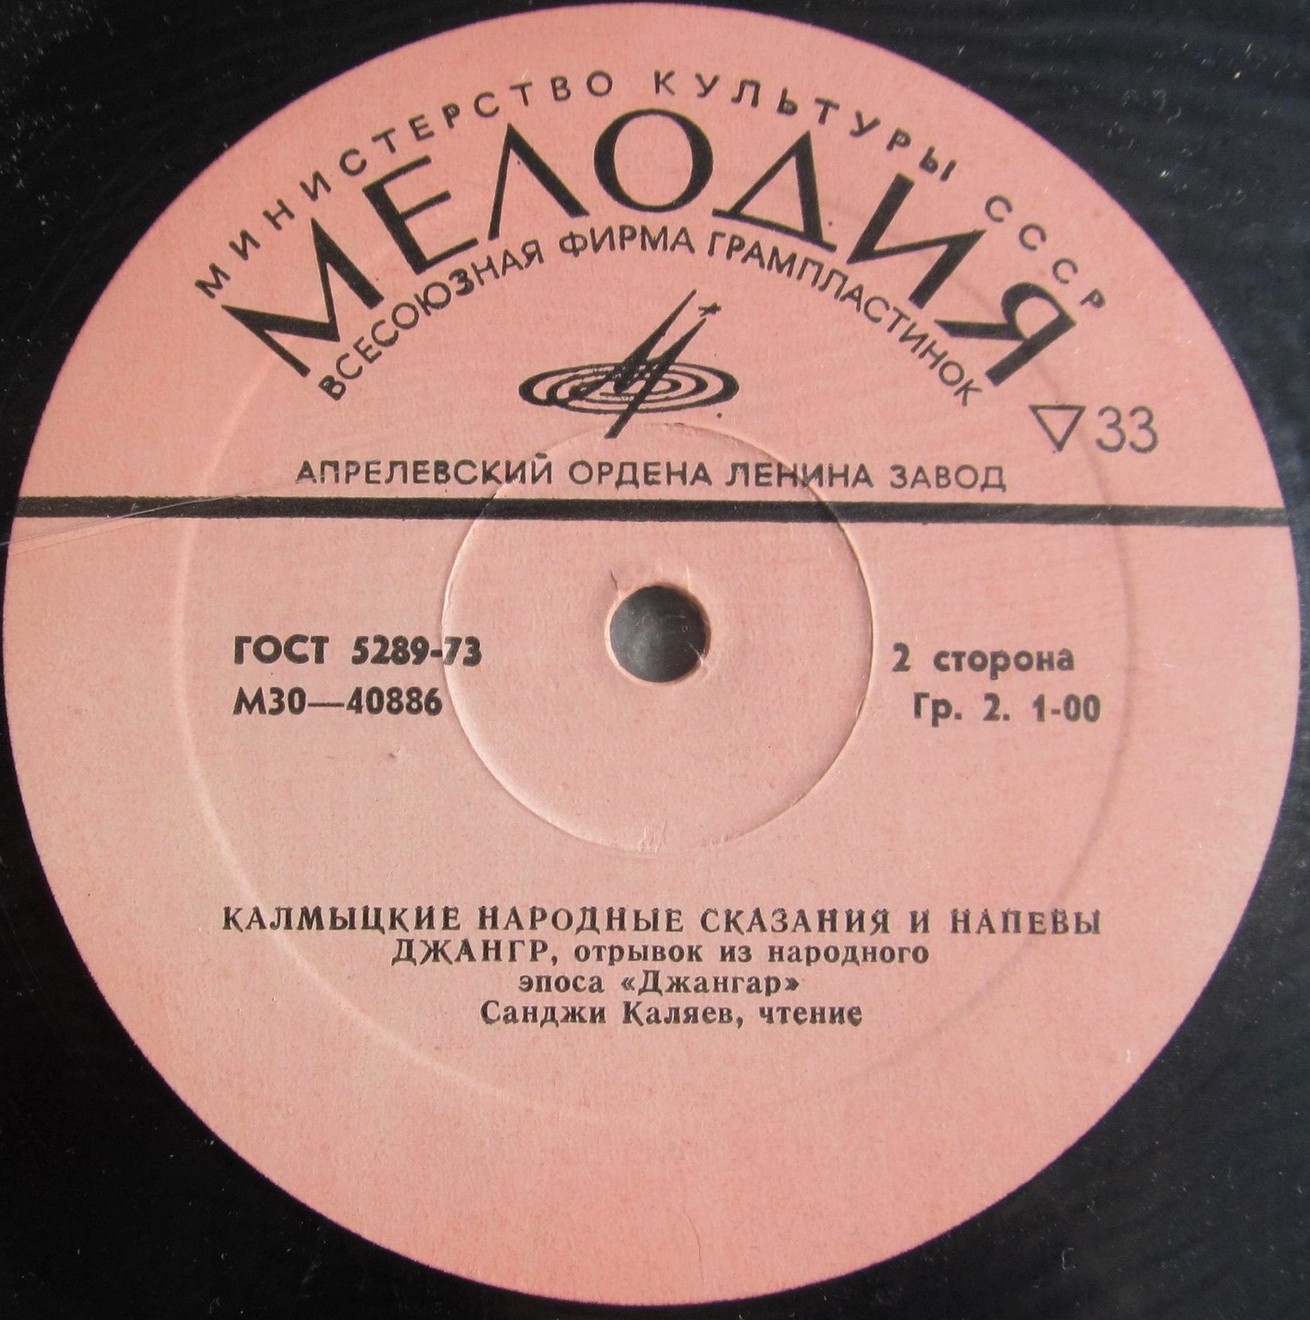 МИНИСТЕРСТВО КУЛЬТУРЫ СССР
МЕЛОДИЯ
ВСЕСОЮЗНАЯ ФИРМА ГРАМПЛАСТИНОК
33
АПРЕЛЕВСКИЙ ОРДЕНА ЛЕНИНА ЗАВОД
ГОСТ 5289-73
М30—40886
2 сторона
Гр. 2. 1-00
КАЛМЫЦКИЕ НАРОДНЫЕ СКАЗАНИЯ И НАПЕВЫ
ДЖАНГР, отрывок из народного
эпоса «Джангар»
Санджи Каляев, чтение